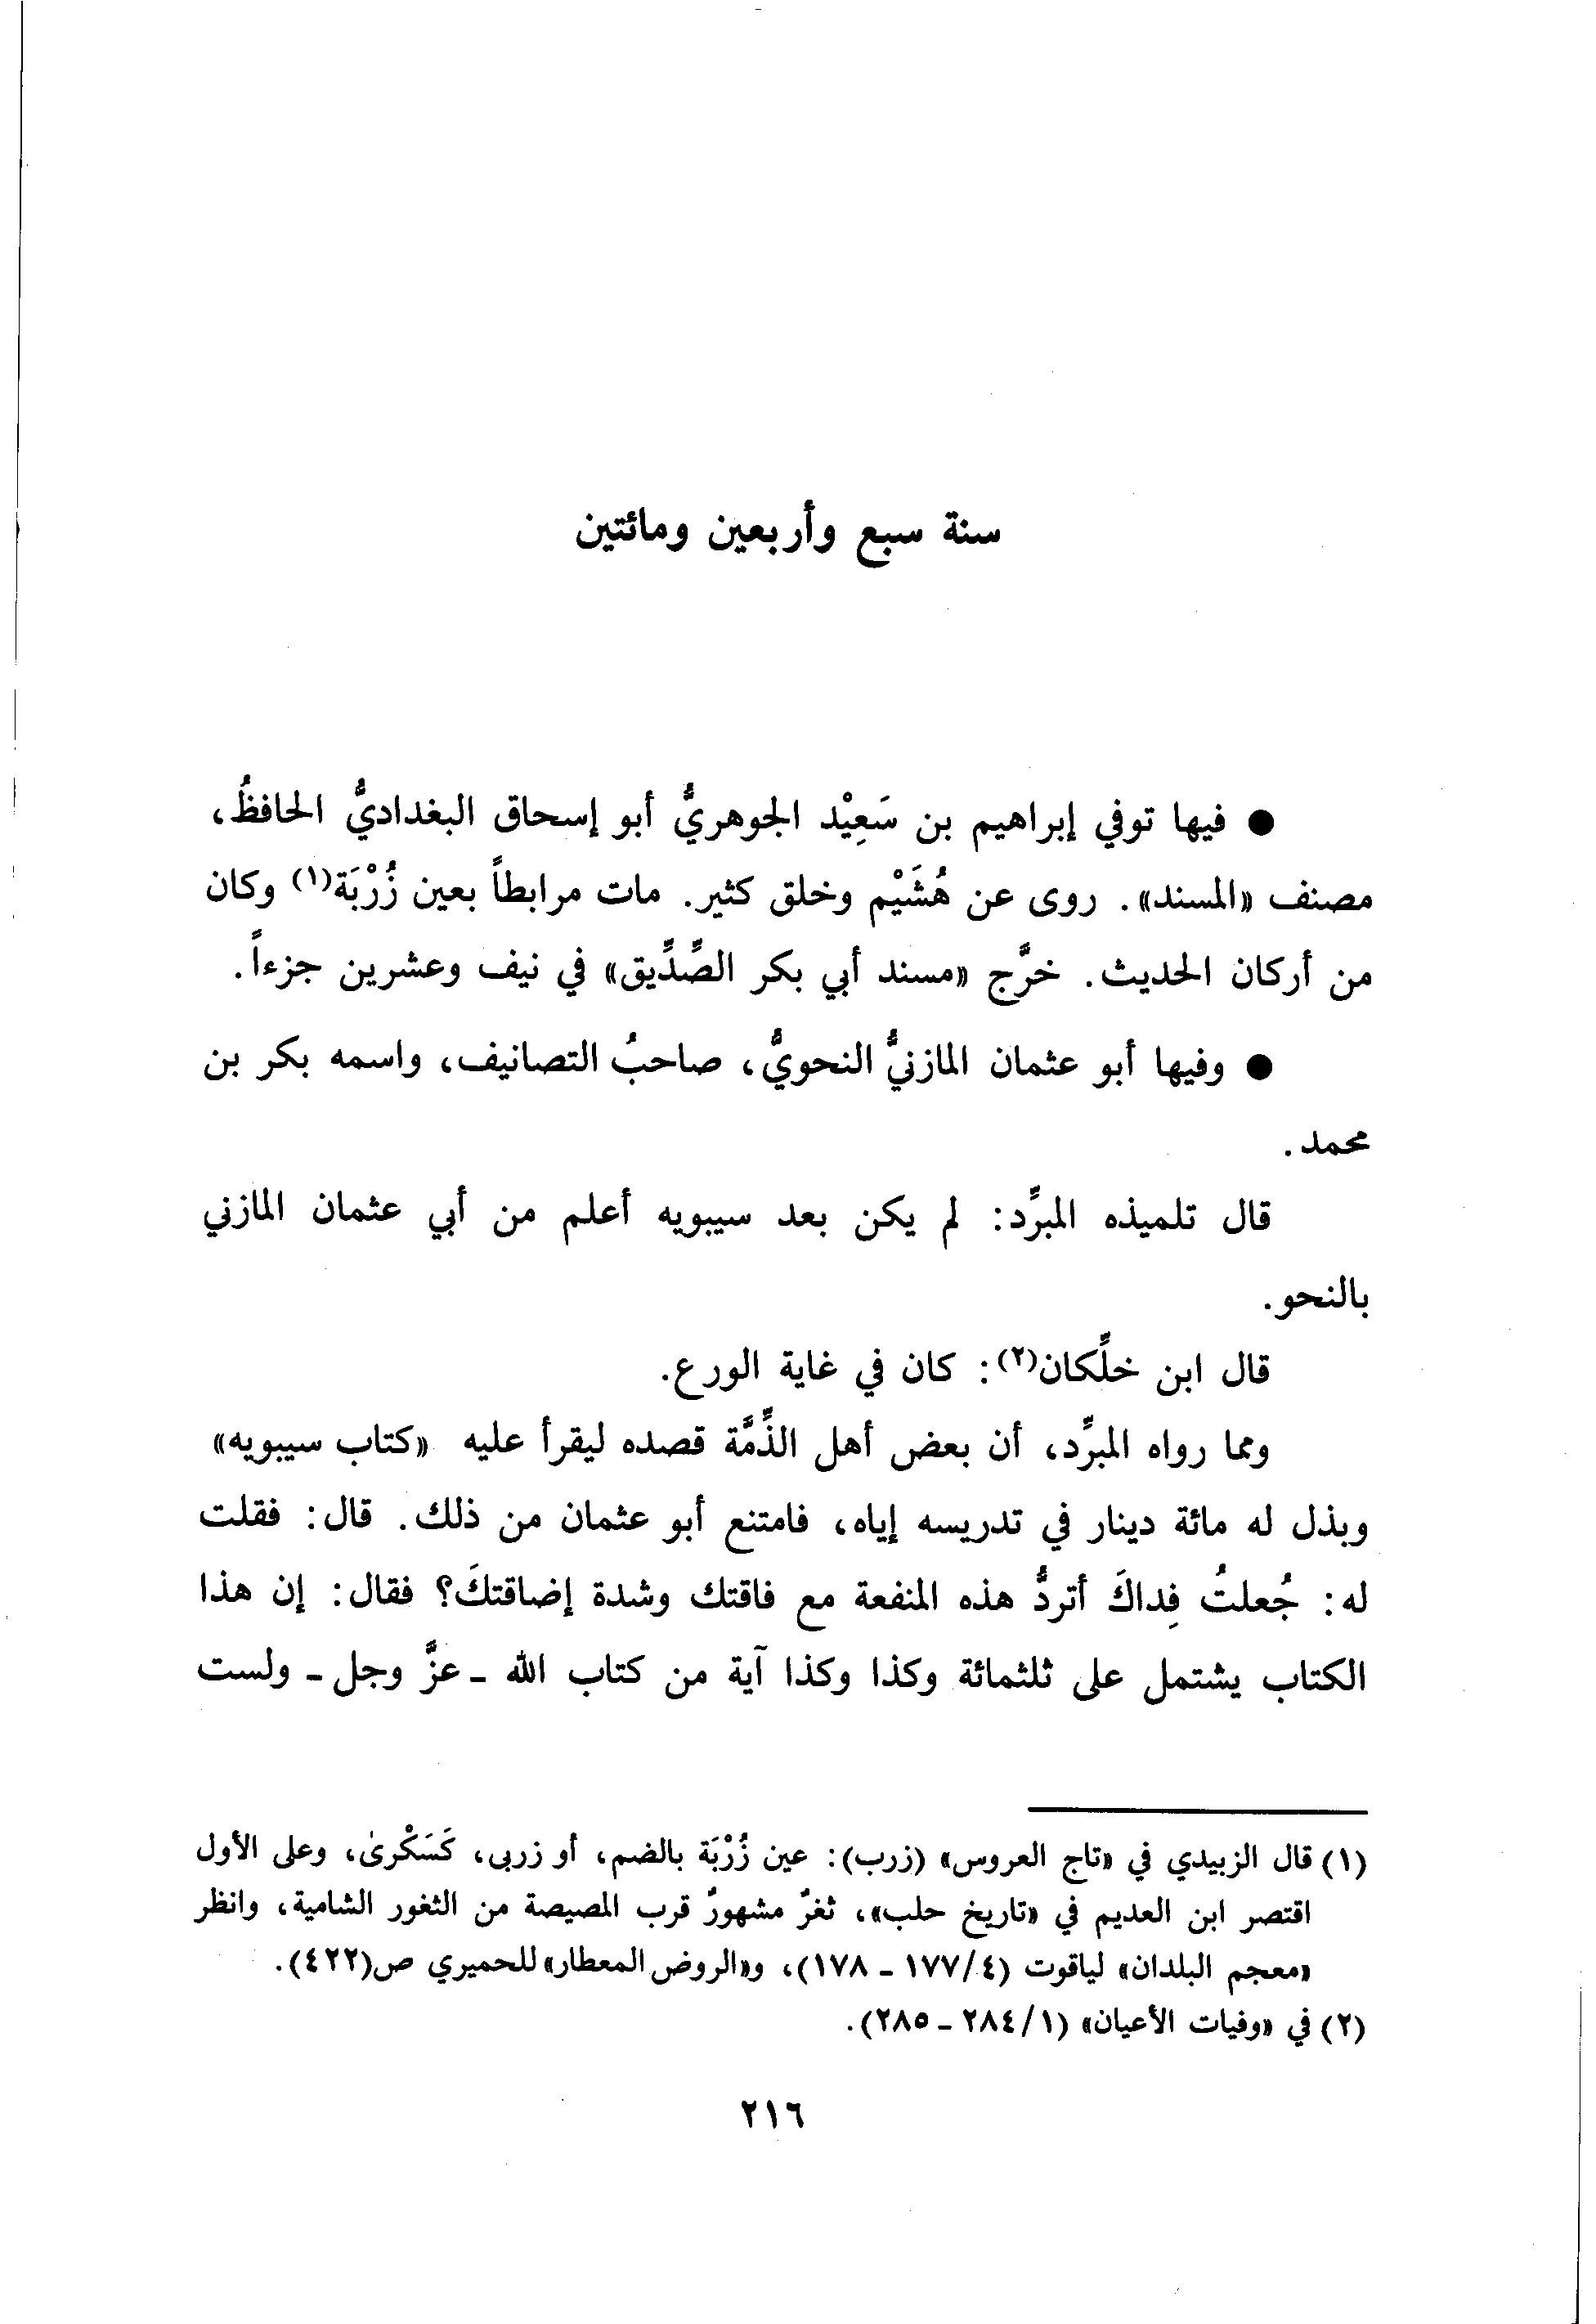 سنة سبع وأربعين ومائتين
● فيها توفي إبراهيم بن سَعِيْد الجوهريُّ أبو إسحاق البغداديُّ الحافظُ،
مصنف «المسند». روى عن هُشَيْم وخلق كثير. مات مرابطاً بعين زُرْبَة(١) وكان
من أركان الحديث. خرَّج «مسند أبي بكر الصِّدِّيق» في نيف وعشرين جزءاً.
● وفيها أبو عثمان المازنيُّ النحويُّ، صاحبُ التصانيف، واسمه بكر بن
محمد.
قال تلميذه المبرِّد: لم يكن بعد سيبويه أعلم من أبي عثمان المازني
بالنحو.
قال ابن خلِّكان(٢): كان في غاية الورع.
ومما رواه المبرِّد، أن بعض أهل الذِّمَّة قصده ليقرأ عليه «كتاب سيبويه»
وبذل له مائة دينار في تدريسه إياه، فامتنع أبو عثمان من ذلك. قال: فقلت
له: جُعلتُ فِداكَ أتردُّ هذه المنفعة مع فاقتك وشدة إضاقتكَ؟ فقال: إن هذا
الكتاب يشتمل على ثلثمائة وكذا وكذا آية من كتاب الله ـ عزَّ وجل ـ ولست
(١) قال الزبيدي في «تاج العروس» (زرب): عين زُرْبَة بالضم، أو زربى، كَسَكْرىٰ، وعلى الأول
اقتصر ابن العديم في «تاريخ حلب»، ثغرٌ مشهورٌ قرب المصيصة من الثغور الشامية، وانظر
«معجم البلدان» لياقوت (٤/ ١٧٧ ـ ١٧٨)، و«الروض المعطار» للحميري ص(٤٢٢).
(٢) في «وفيات الأعيان» (١/ ٢٨٤ ـ ٢٨٥).
٢١٦